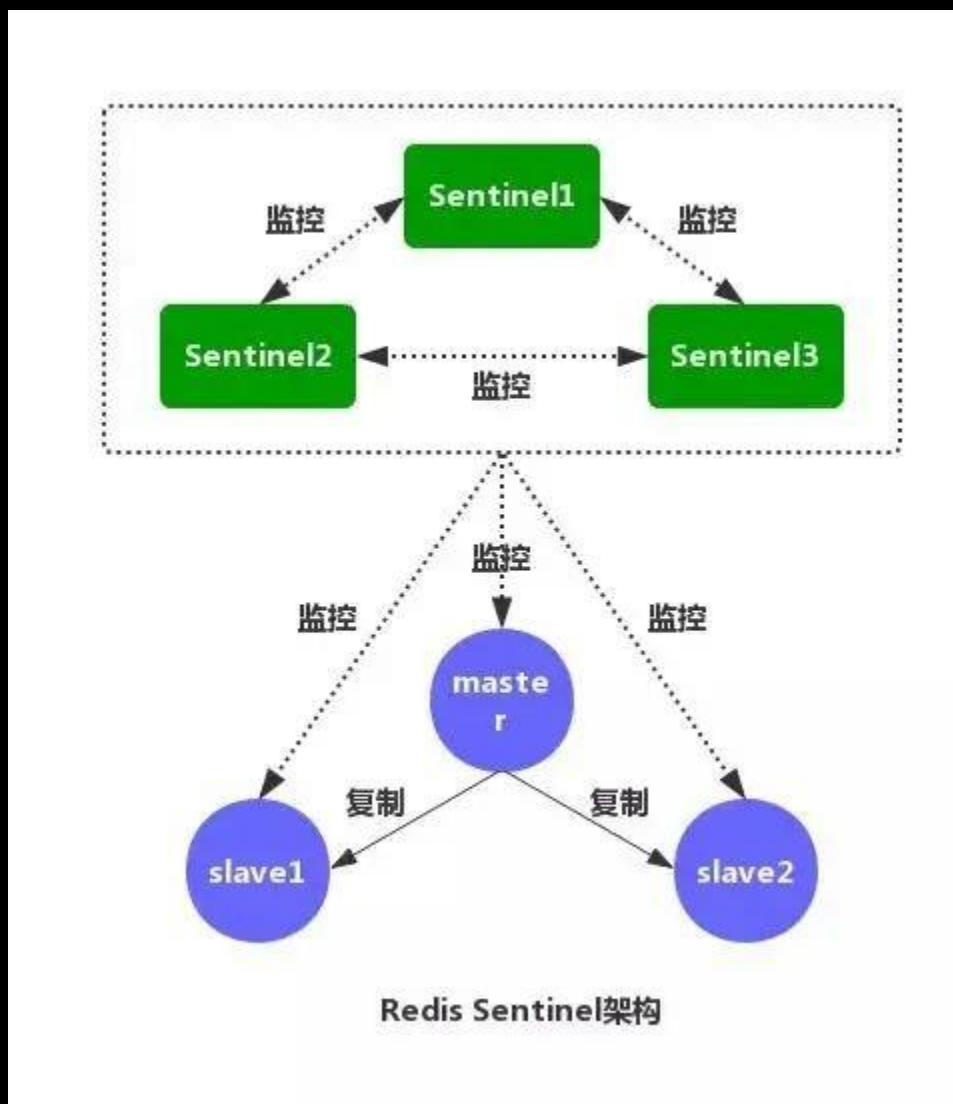 Sentinel1
监控
监控
Sentinel2
Sentinel3
监控
监控
监控
监控
maste
r
复制
复制
slave1
slave2
Redis Sentinel架构